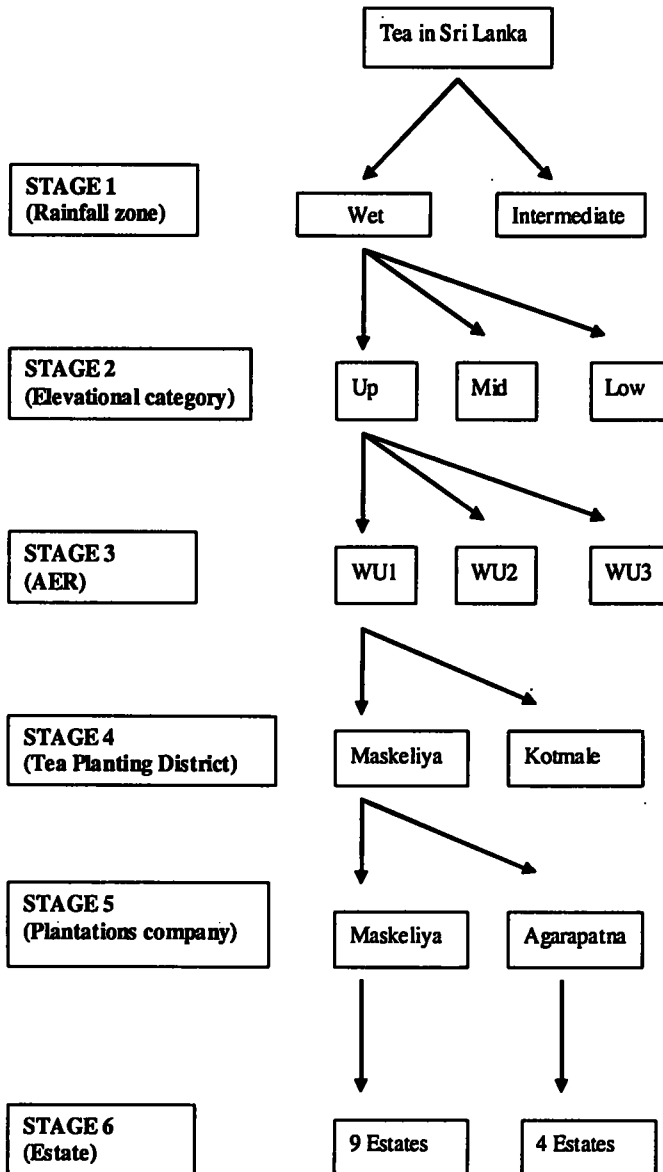 Tea in Sri Lanka
STAGE 1
(Rainfall zone)
Wet
Intermediate
STAGE 2
(Elevational category)
Up
Mid
Low
STAGE 3
(AER)
WU1
WU2
WU3
STAGE 4
(Tea Planting District)
Maskeliya
Kotmale
STAGE 5
(Plantations company)
Maskeliya
Agarapatna
STAGE 6
(Estate)
9 Estates
4 Estates